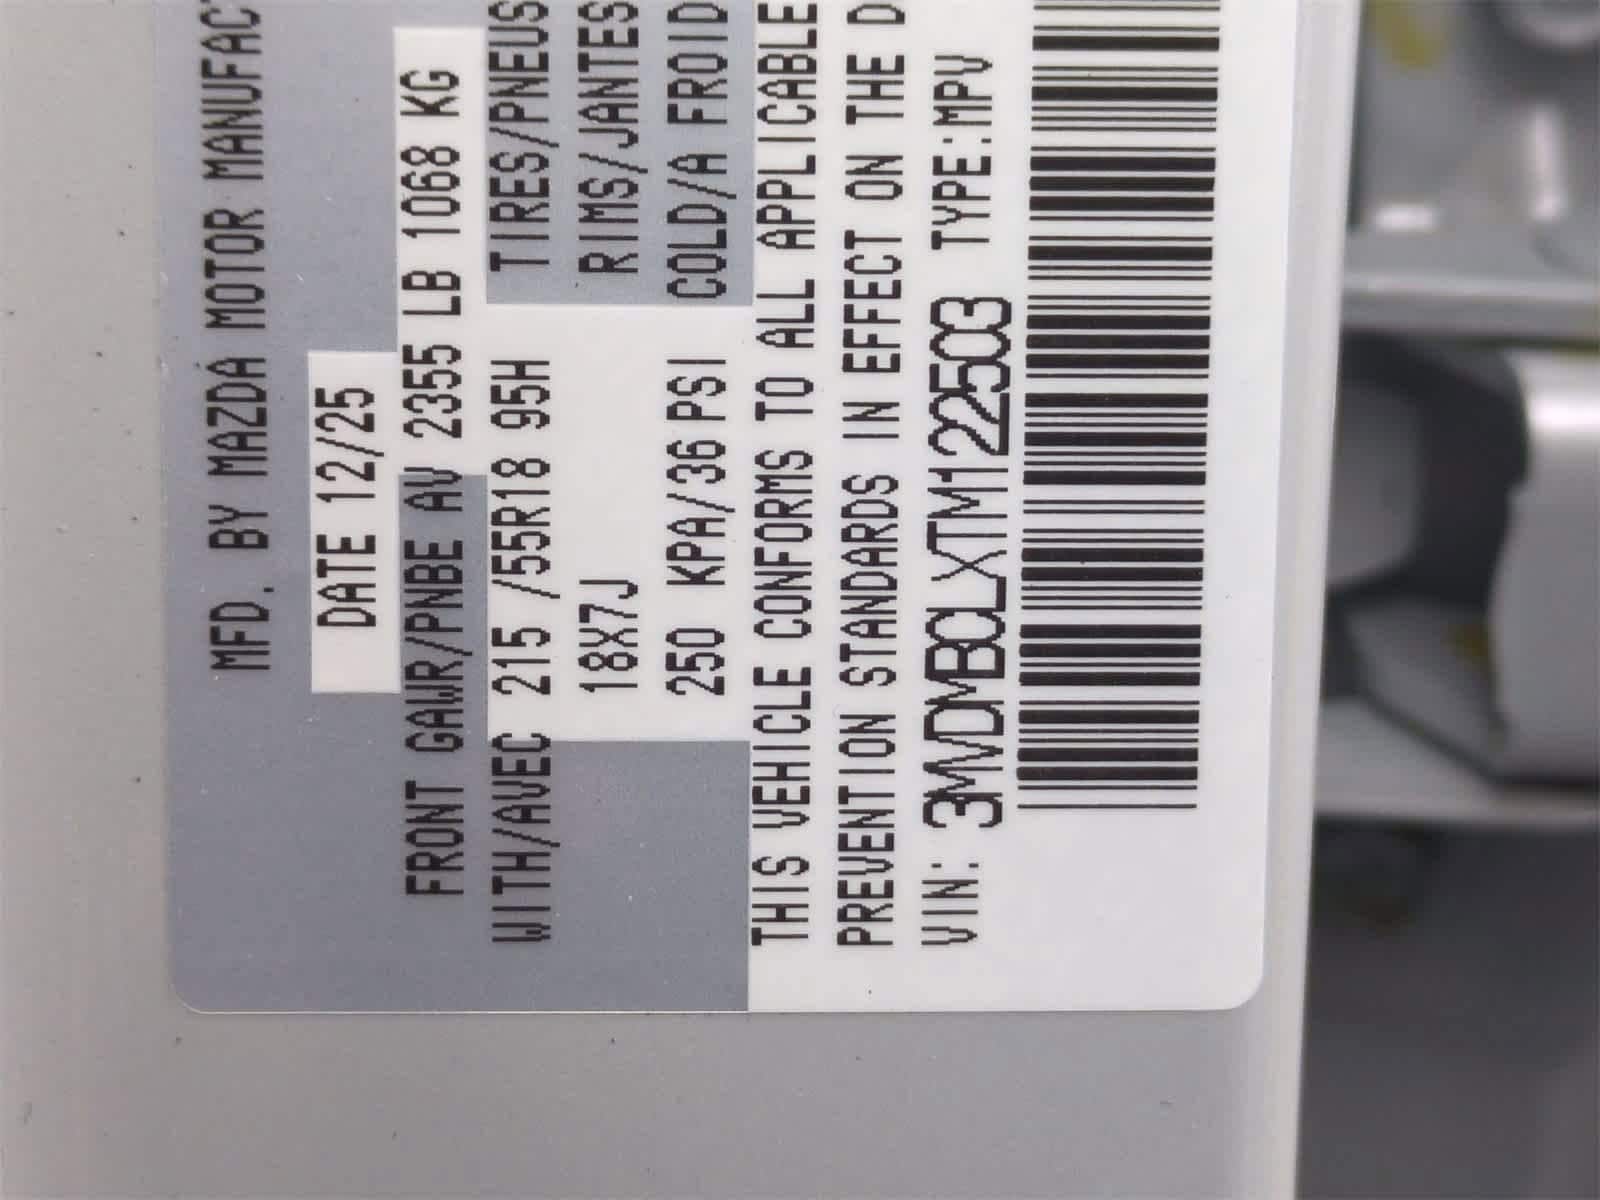 MFD. BY MAZDA MOTOR MANUFAC
DATE 12/25
FRONT GAWR/PNBE AV 2355 LB 1068 KG
WITH/AVEC 215 /55R18 95H TIRES/PNEUS
18X7J RIMS/JANTES
250 KPA/36 PSI COLD/A FROID
THIS VEHICLE CONFORMS TO ALL APPLICABLE
PREVENTION STANDARDS IN EFFECT ON THE D
VIN: 3MVDMBCLXTM122503 TYPE:MPV